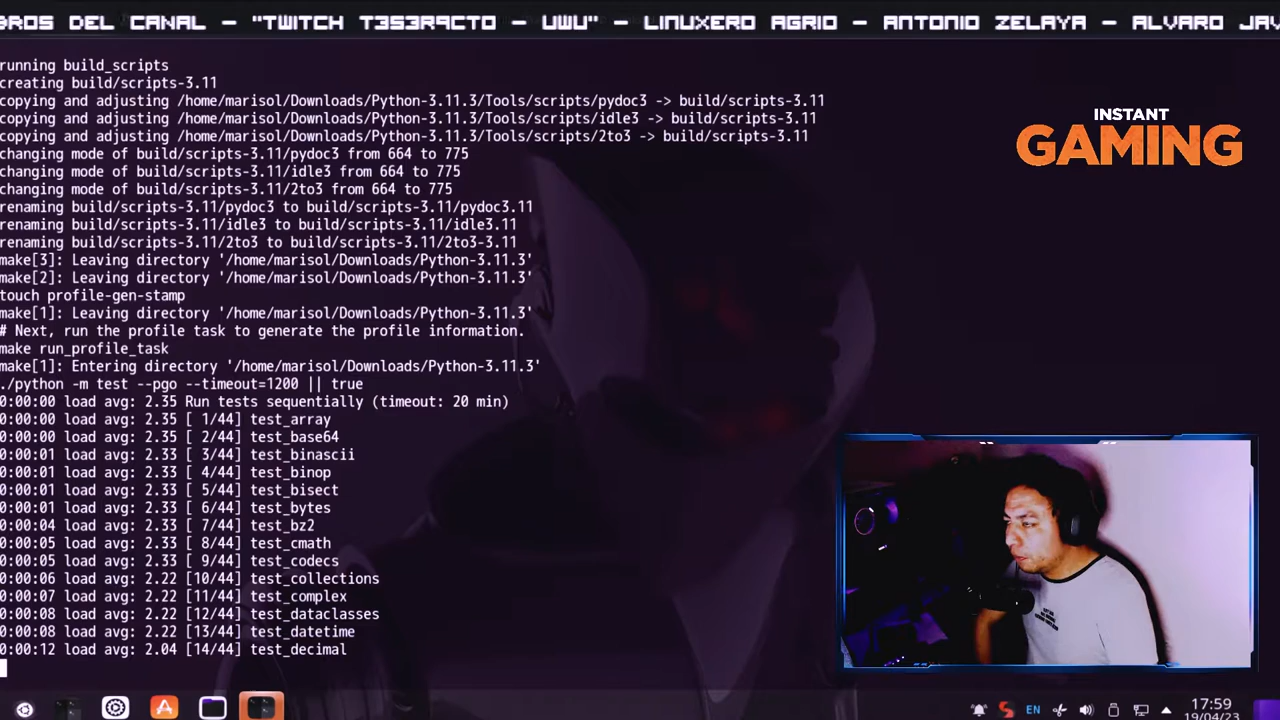 BROS DEL CANAL - "TWITCH T3S3R9CTO - UWU" - LINUXERO AGRIO - ANTONIO ZELAYA - ALVARO JAV
running build_scripts
creating build/scripts-3.11
copying and adjusting /home/marisol/Downloads/Python-3.11.3/Tools/scripts/pydoc3 -> build/scripts-3.11
copying and adjusting /home/marisol/Downloads/Python-3.11.3/Tools/scripts/idle3 -> build/scripts-3.11
copying and adjusting /home/marisol/Downloads/Python-3.11.3/Tools/scripts/2to3 -> build/scripts-3.11
changing mode of build/scripts-3.11/pydoc3 from 664 to 775
changing mode of build/scripts-3.11/idle3 from 664 to 775
changing mode of build/scripts-3.11/2to3 from 664 to 775
renaming build/scripts-3.11/pydoc3 to build/scripts-3.11/pydoc3.11
renaming build/scripts-3.11/idle3 to build/scripts-3.11/idle3.11
renaming build/scripts-3.11/2to3 to build/scripts-3.11/2to3-3.11
make[3]: Leaving directory '/home/marisol/Downloads/Python-3.11.3'
make[2]: Leaving directory '/home/marisol/Downloads/Python-3.11.3'
touch profile-gen-stamp
make[1]: Leaving directory '/home/marisol/Downloads/Python-3.11.3'
# Next, run the profile task to generate the profile information.
make run_profile_task
make[1]: Entering directory '/home/marisol/Downloads/Python-3.11.3'
./python -m test --pgo --timeout=1200 || true
0:00:00 load avg: 2.35 Run tests sequentially (timeout: 20 min)
0:00:00 load avg: 2.35 [ 1/44] test_array
0:00:00 load avg: 2.35 [ 2/44] test_base64
0:00:01 load avg: 2.33 [ 3/44] test_binascii
0:00:01 load avg: 2.33 [ 4/44] test_binop
0:00:01 load avg: 2.33 [ 5/44] test_bisect
0:00:01 load avg: 2.33 [ 6/44] test_bytes
0:00:04 load avg: 2.33 [ 7/44] test_bz2
0:00:05 load avg: 2.33 [ 8/44] test_cmath
0:00:05 load avg: 2.33 [ 9/44] test_codecs
0:00:06 load avg: 2.22 [10/44] test_collections
0:00:07 load avg: 2.22 [11/44] test_complex
0:00:08 load avg: 2.22 [12/44] test_dataclasses
0:00:08 load avg: 2.22 [13/44] test_datetime
0:00:12 load avg: 2.04 [14/44] test_decimal
INSTANT
GAMING
EN
17:59
19/04/23